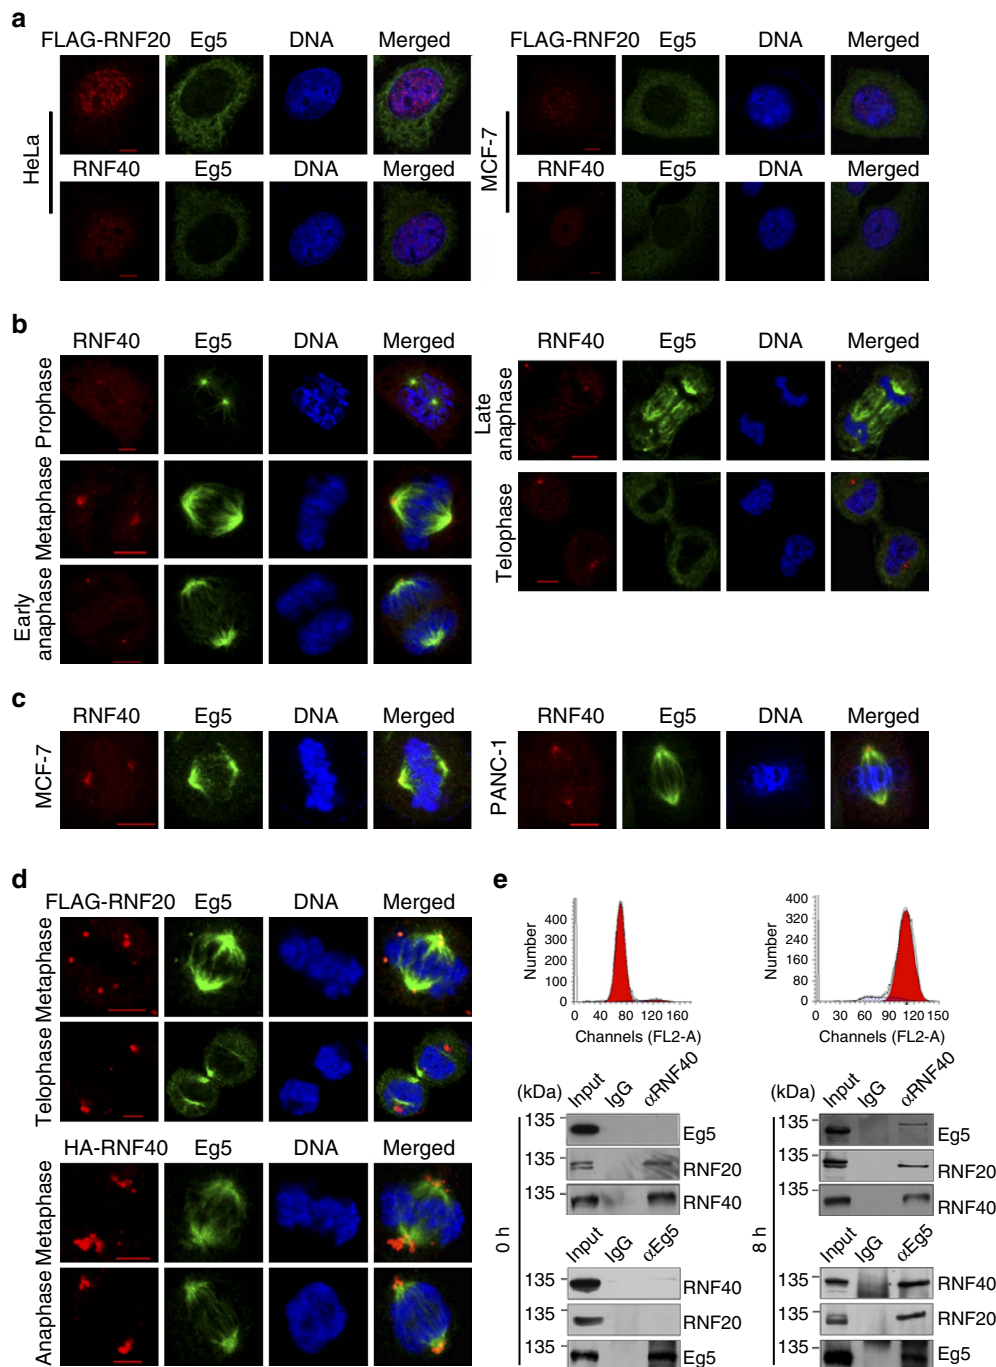 a
FLAG-RNF20 Eg5 DNA Merged
FLAG-RNF20 Eg5 DNA Merged
HeLa
MCF-7
RNF40 Eg5 DNA Merged
RNF40 Eg5 DNA Merged
b
RNF40 Eg5 DNA Merged
RNF40 Eg5 DNA Merged
Prophase
Late
anaphase
Metaphase
Telophase
Early
anaphase
c
RNF40 Eg5 DNA Merged
RNF40 Eg5 DNA Merged
MCF-7
PANC-1
d
FLAG-RNF20 Eg5 DNA Merged
Metaphase
Telophase
HA-RNF40 Eg5 DNA Merged
Metaphase
Anaphase
e
Number
400
300
200
100
0
0 40 80 120 160
Channels (FL2-A)
Number
400
320
240
160
80
0
0 30 60 90 120 150
Channels (FL2-A)
0 h
(kDa) Input IgG αRNF40
135 Eg5
135 RNF20
135 RNF40
Input IgG αEg5
135 RNF40
135 RNF20
135 Eg5
8 h
(kDa) Input IgG αRNF40
135 Eg5
135 RNF20
135 RNF40
Input IgG αEg5
135 RNF40
135 RNF20
135 Eg5